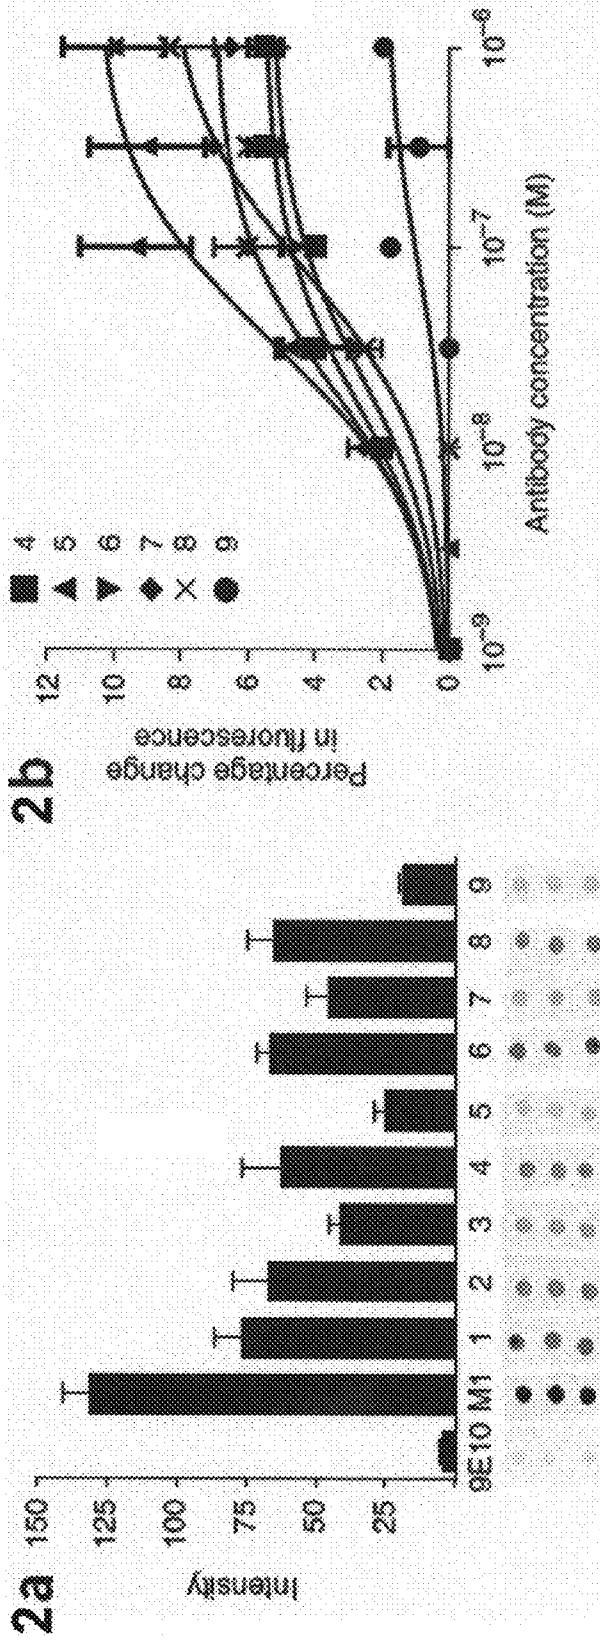 2a
Intensity
150
125
100
75
50
25
9E10 M1 1 2 3 4 5 6 7 8 9
2b
Percentage change
in fluorescence
12
10
8
6
4
2
0
4
5
6
7
8
9
10⁻⁹ 10⁻⁸ 10⁻⁷ 10⁻⁶
Antibody concentration (M)